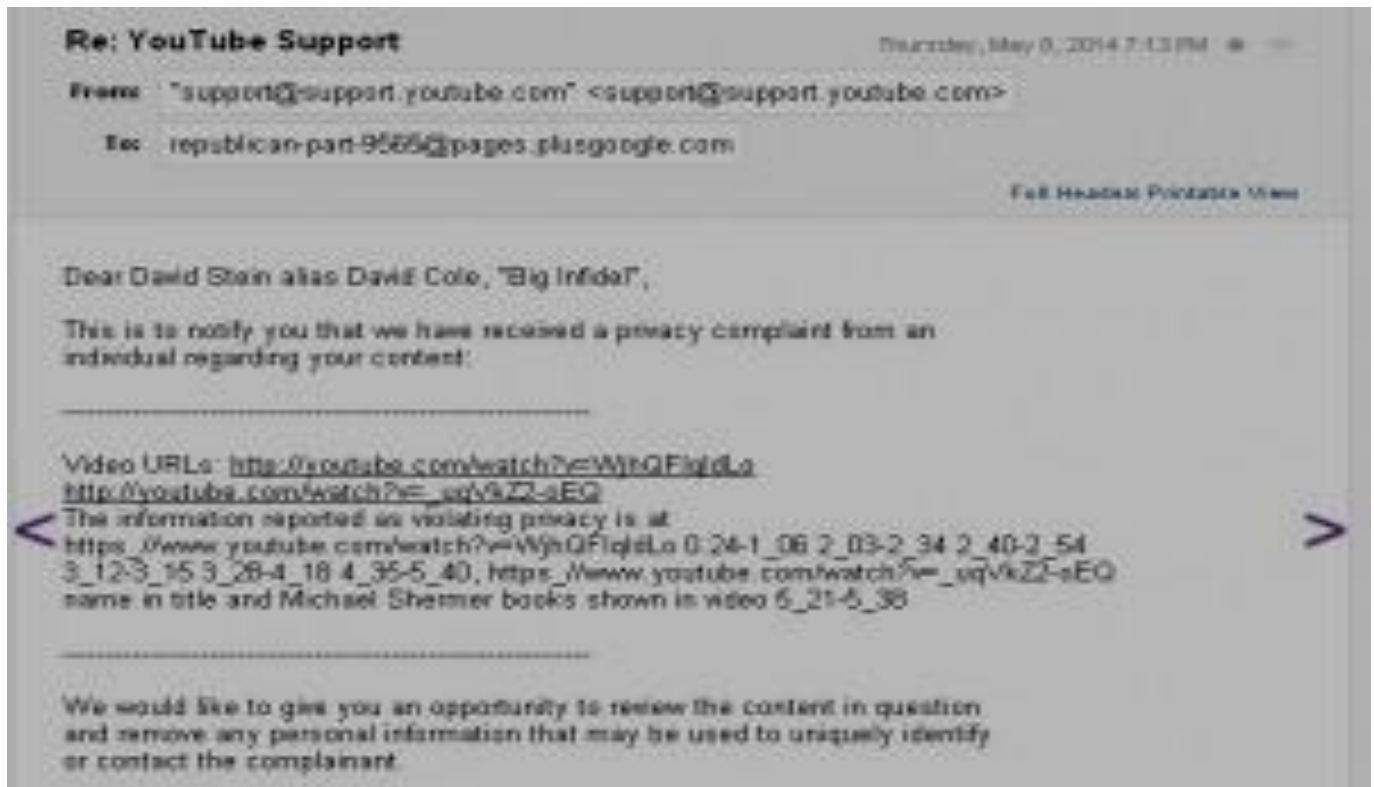 Re: YouTube Support
Thursday, May 8, 2014 7:13 PM
From: "support@support.youtube.com" <support@support.youtube.com>
To: republican-part-9565@pages.plusgoogle.com
Full Headers Printable View
Dear David Stein alias David Cole, "Big Infidel",
This is to notify you that we have received a privacy complaint from an
individual regarding your content:
------------------------------------------------------------
Video URLs: http://youtube.com/watch?v=WjhQFIqldLo
http://youtube.com/watch?v=_uqVkZ2-sEQ
< The information reported as violating privacy is at >
https_//www.youtube.com/watch?v=WjhQFIqldLo 0:24-1_06 2_03-2_34 2_40-2_54
3_12-3_15 3_28-4_18 4_35-5_40, https_//www.youtube.com/watch?v=_uqVkZ2-sEQ
name in title and Michael Shermer books shown in video 5_21-5_38
------------------------------------------------------------
We would like to give you an opportunity to review the content in question
and remove any personal information that may be used to uniquely identify
or contact the complainant.